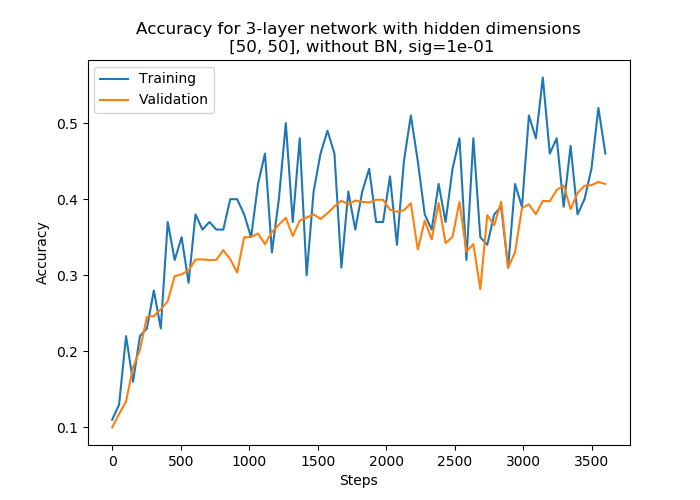 Accuracy for 3-layer network with hidden dimensions
[50, 50], without BN, sig=1e-01
Training
Validation
0.5
0.4
0.3
0.2
0.1
Accuracy
0
500
1000
1500
2000
2500
3000
3500
Steps